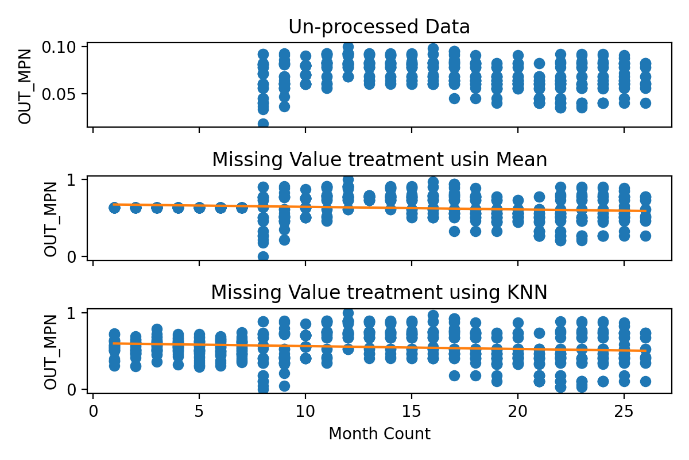 Un-processed Data
0.10
0.05
OUT_MPN
Missing Value treatment usin Mean
1
0
OUT_MPN
Missing Value treatment using KNN
1
0
OUT_MPN
0 5 10 15 20 25
Month Count